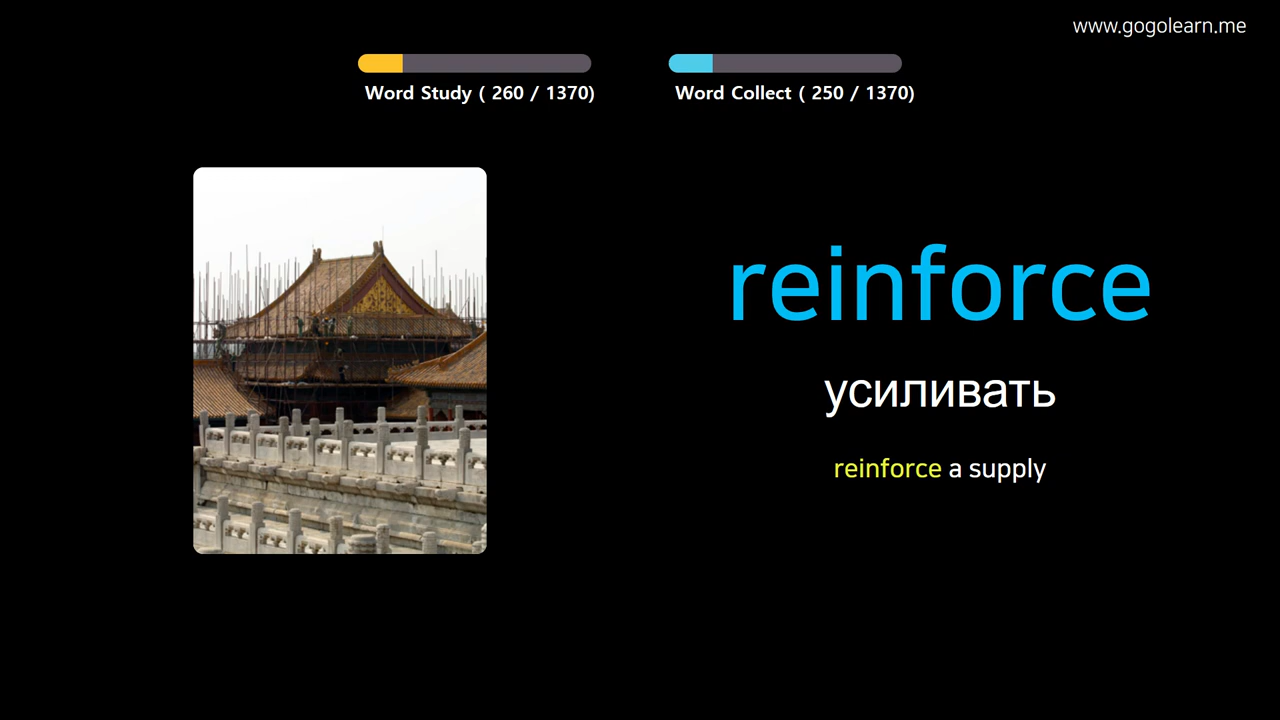 www.gogolearn.me
Word Study ( 260 / 1370)
Word Collect ( 250 / 1370)
reinforce
усиливать
reinforce a supply